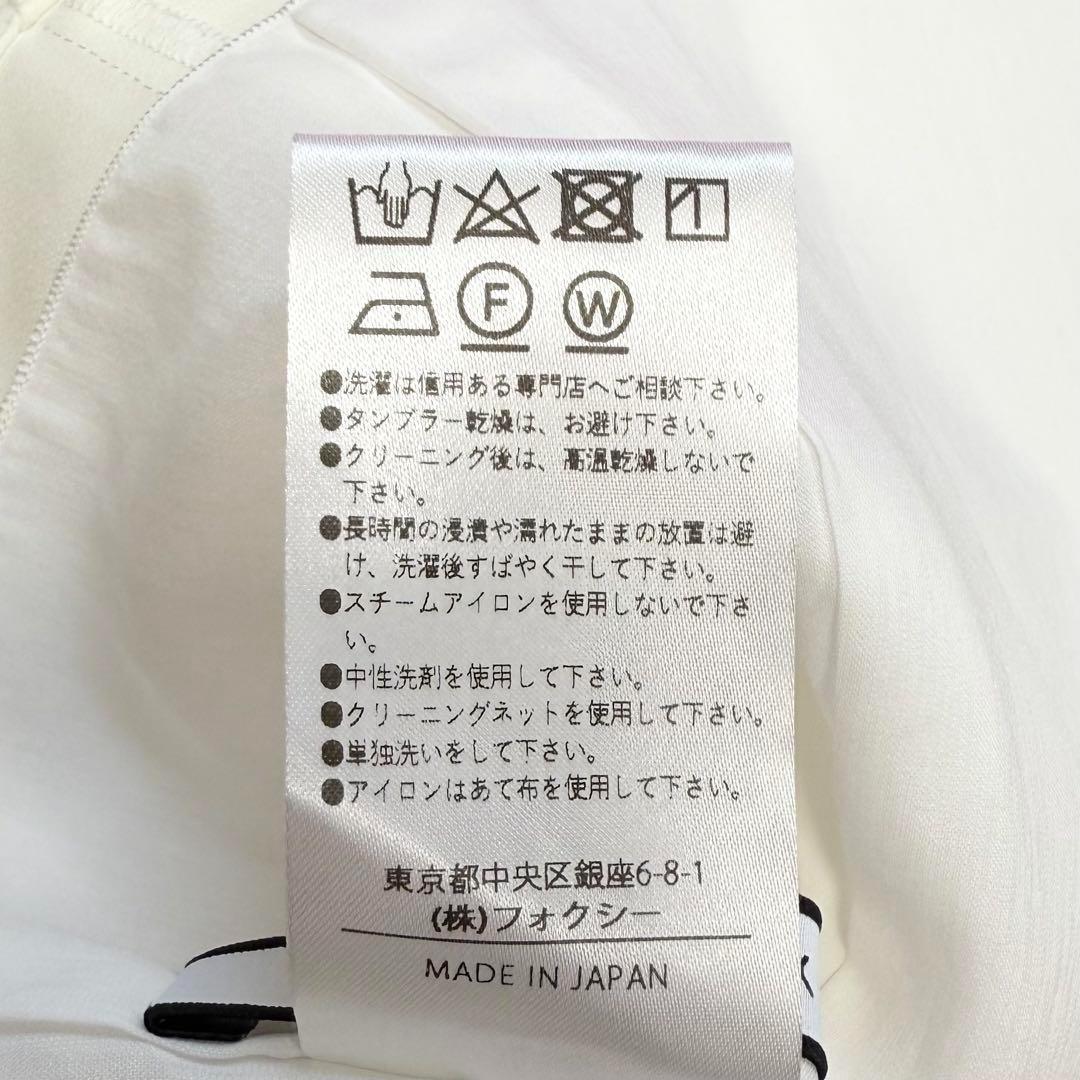 F W
●洗濯は信用ある専門店へご相談下さい。
●タンブラー乾燥は、お避け下さい。
●クリーニング後は、高温乾燥しないで
下さい。
●長時間の浸漬や濡れたままの放置は避
け、洗濯後すばやく干して下さい。
●スチームアイロンを使用しないで下さ
い。
●中性洗剤を使用して下さい。
●クリーニングネットを使用して下さい。
●単独洗いをして下さい。
●アイロンはあて布を使用して下さい。
東京都中央区銀座6-8-1
(株)フォクシー
MADE IN JAPAN